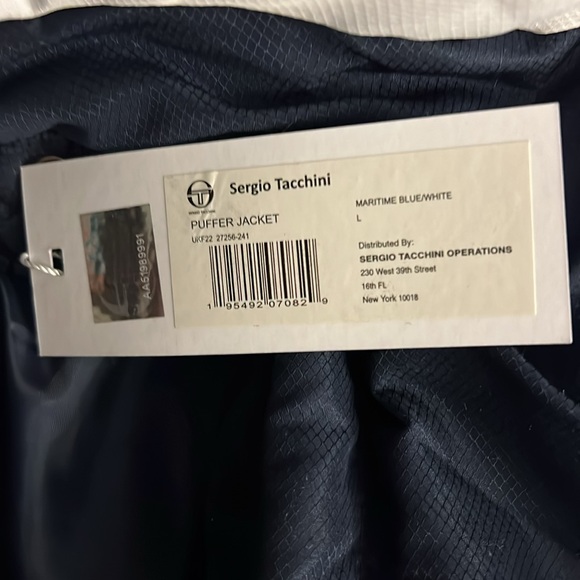 Sergio Tacchini
PUFFER JACKET
UKF22 27256-241
1 95492 07082 9
MARITIME BLUE/WHITE
L
Distributed By:
SERGIO TACCHINI OPERATIONS
230 West 39th Street
16th FL
New York 10018
AA61989991